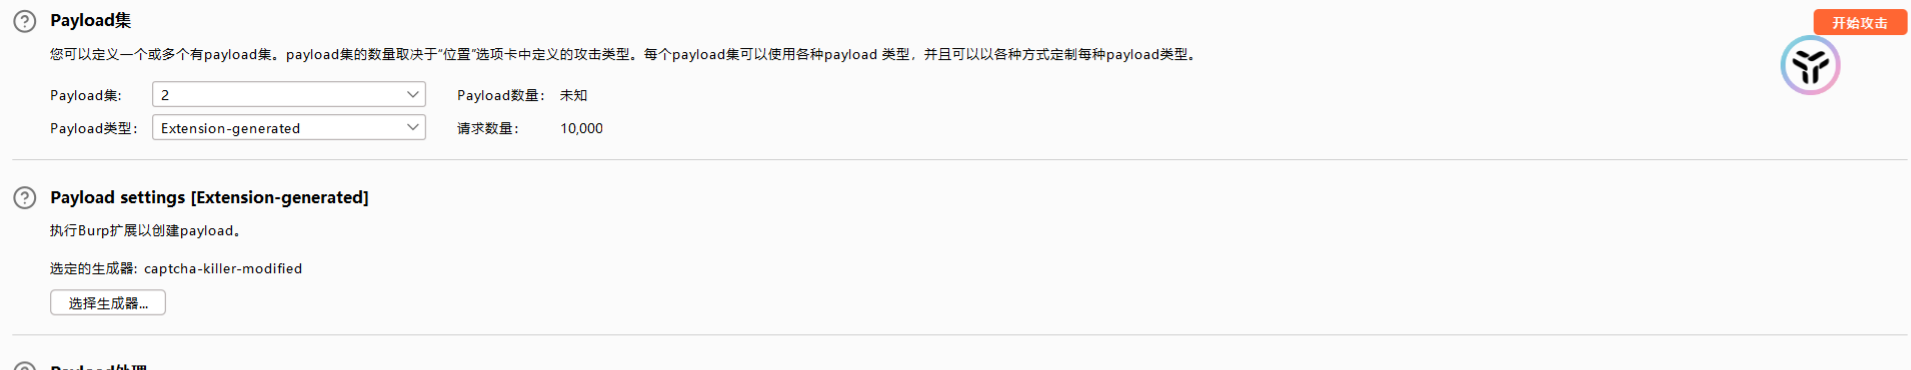 Payload集
开始攻击
您可以定义一个或多个有payload集。payload集的数量取决于“位置”选项卡中定义的攻击类型。每个payload集可以使用各种payload 类型，并且可以以各种方式定制每种payload类型。
Payload集: 2 Payload数量: 未知
Payload类型: Extension-generated 请求数量: 10,000
Payload settings [Extension-generated]
执行Burp扩展以创建payload。
选定的生成器: captcha-killer-modified
选择生成器...
Payload处理